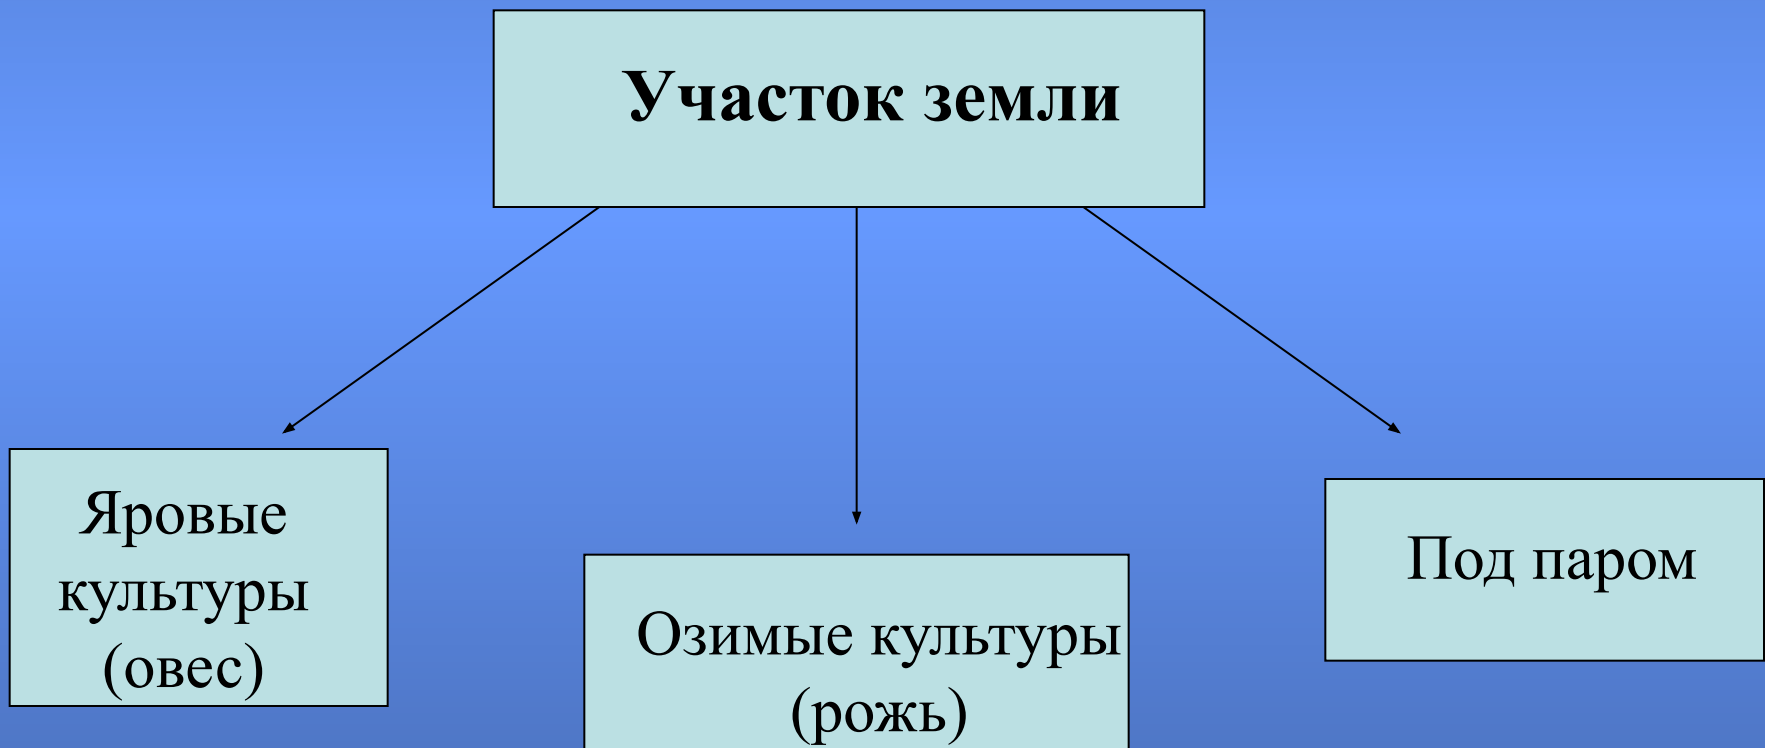 Участок земли
Яровые
культуры
(овес)
Озимые культуры
(рожь)
Под паром